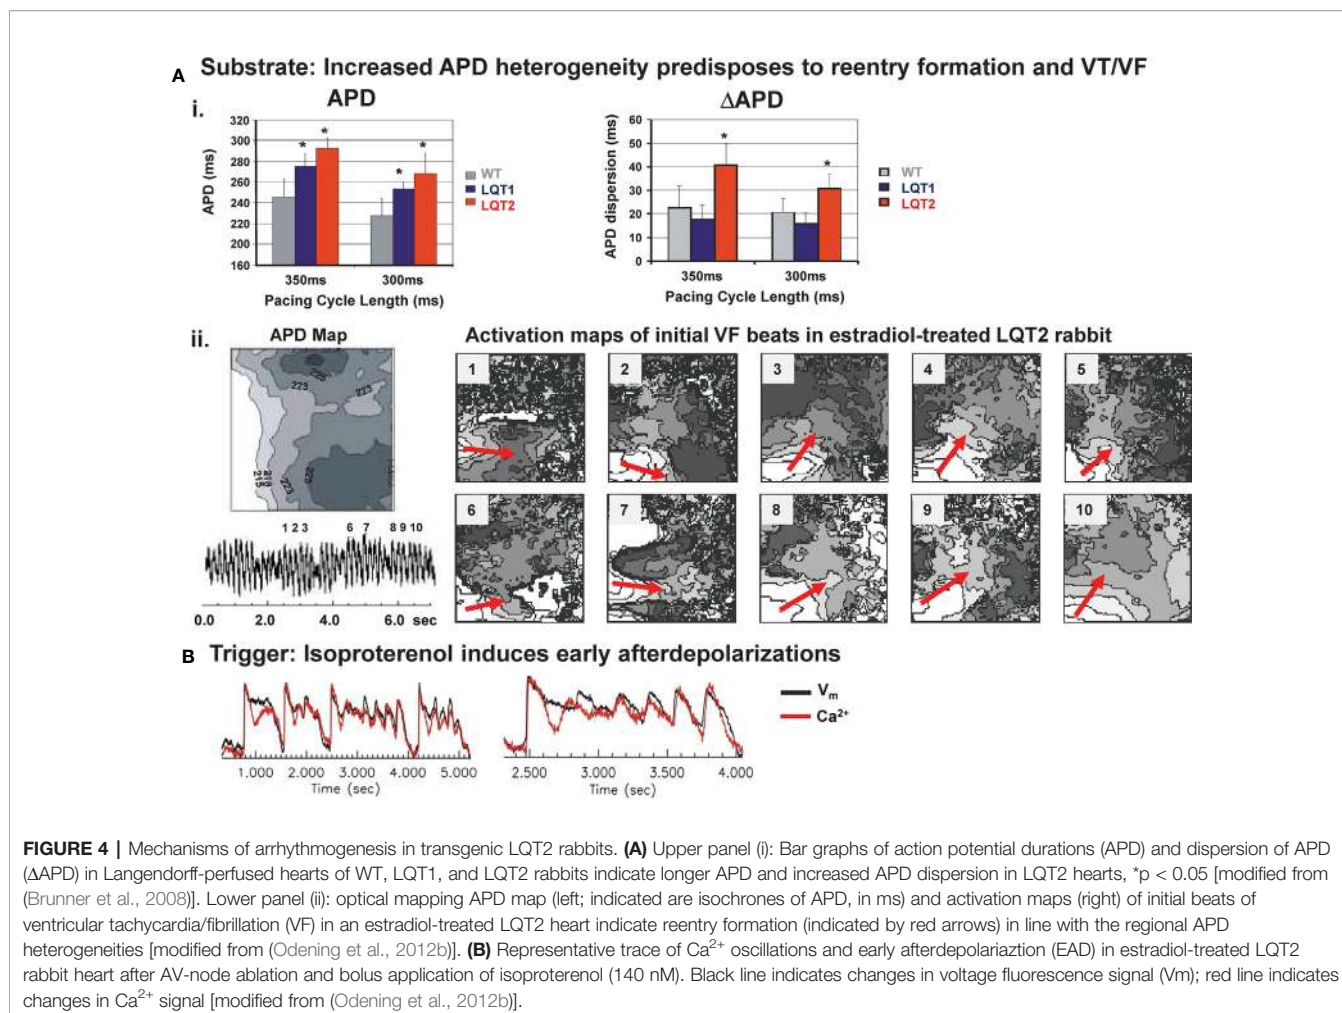 A Substrate: Increased APD heterogeneity predisposes to reentry formation and VT/VF
i.
APD
320
300
280
260
240
220
200
180
160
APD (ms)
350ms
300ms
Pacing Cycle Length (ms)
* * * *
WT
LQT1
LQT2
ΔAPD
60
50
40
30
20
10
0
APD dispersion (ms)
350ms
300ms
Pacing Cycle Length (ms)
* *
WT
LQT1
LQT2
ii.
APD Map
223
223
223
1 2 3 6 7 8 9 10
0.0 2.0 4.0 6.0 sec
Activation maps of initial VF beats in estradiol-treated LQT2 rabbit
1 2 3 4 5
6 7 8 9 10
B Trigger: Isoproterenol induces early afterdepolarizations
1.000 2.000 3.000 4.000 5.000
Time (sec)
2.500 3.000 3.500 4.000
Time (sec)
Vm
Ca2+
FIGURE 4 | Mechanisms of arrhythmogenesis in transgenic LQT2 rabbits. (A) Upper panel (i): Bar graphs of action potential durations (APD) and dispersion of APD
(ΔAPD) in Langendorff-perfused hearts of WT, LQT1, and LQT2 rabbits indicate longer APD and increased APD dispersion in LQT2 hearts, *p < 0.05 [modified from
(Brunner et al., 2008)]. Lower panel (ii): optical mapping APD map (left; indicated are isochrones of APD, in ms) and activation maps (right) of initial beats of
ventricular tachycardia/fibrillation (VF) in an estradiol-treated LQT2 heart indicate reentry formation (indicated by red arrows) in line with the regional APD
heterogeneities [modified from (Odening et al., 2012b)]. (B) Representative trace of Ca2+ oscillations and early afterdepolariaztion (EAD) in estradiol-treated LQT2
rabbit heart after AV-node ablation and bolus application of isoproterenol (140 nM). Black line indicates changes in voltage fluorescence signal (Vm); red line indicates
changes in Ca2+ signal [modified from (Odening et al., 2012b)].